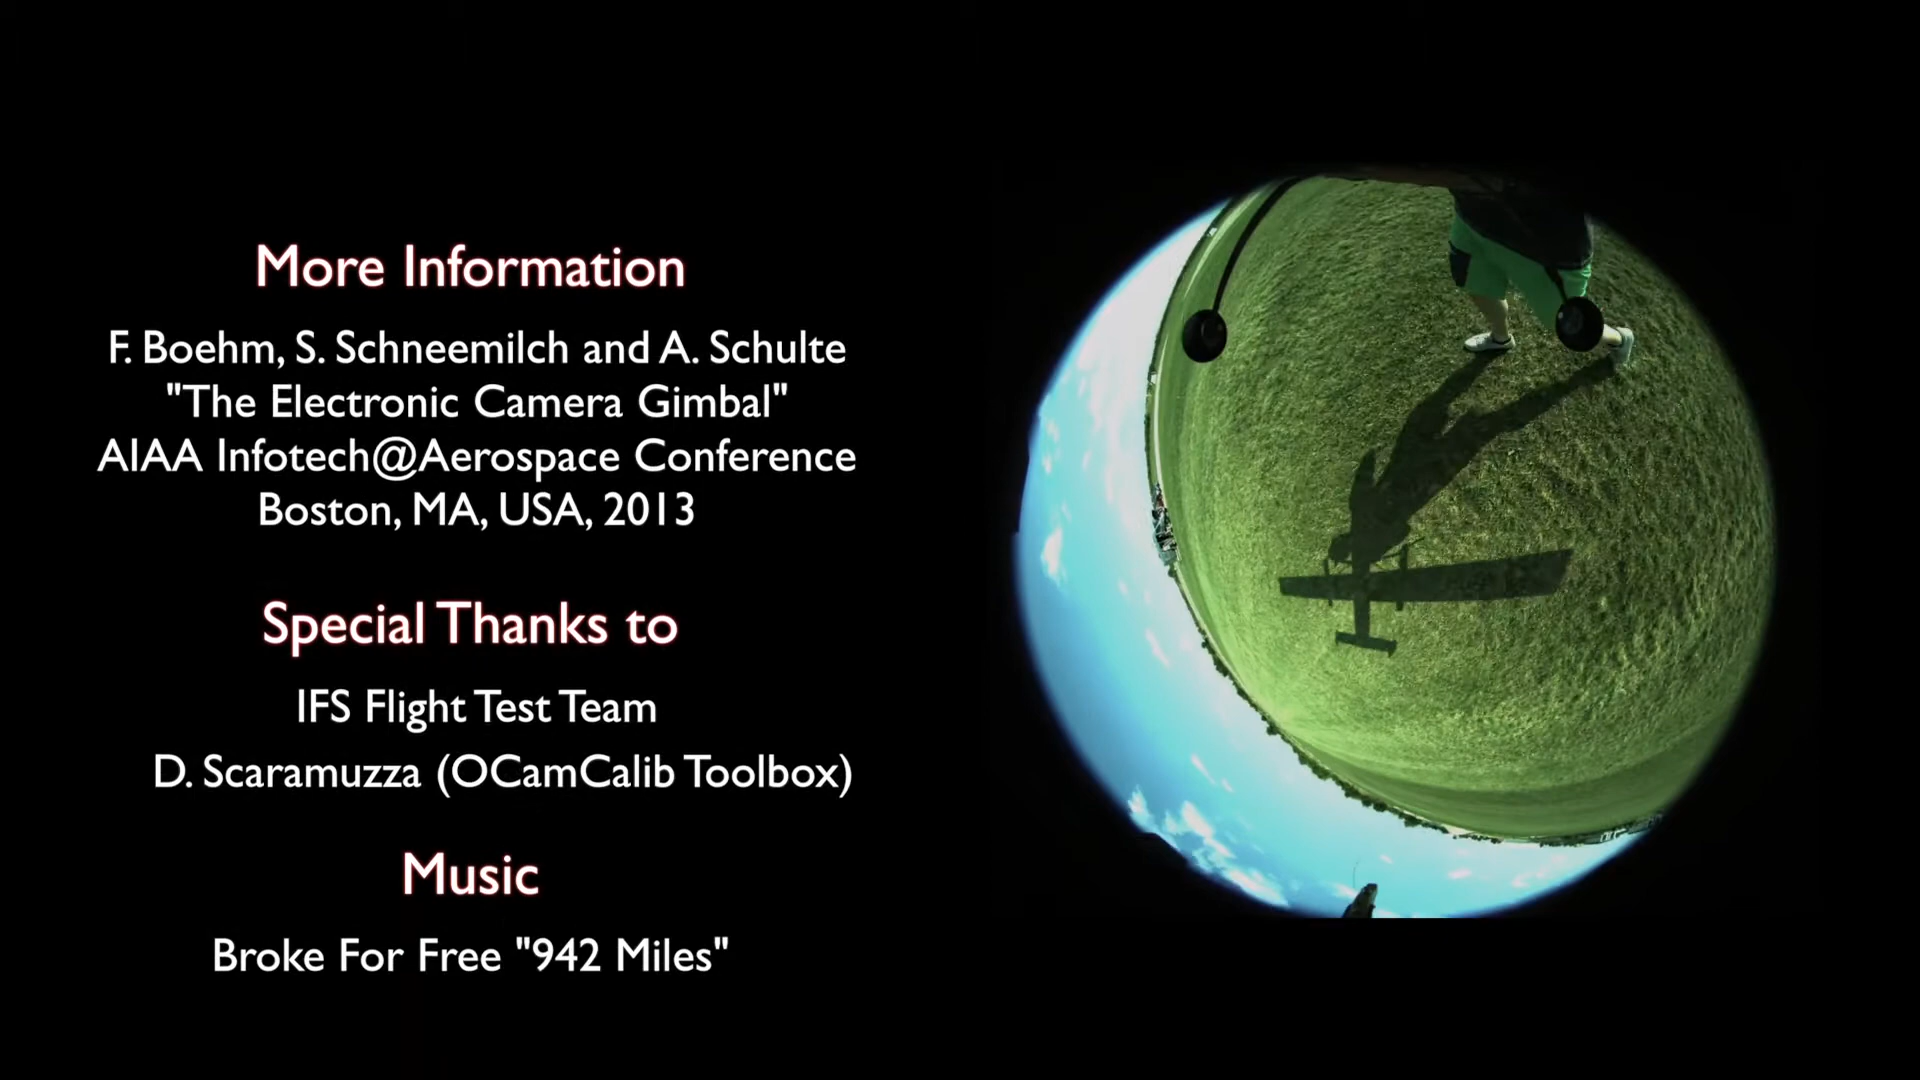 More Information
F. Boehm, S. Schneemilch and A. Schulte
"The Electronic Camera Gimbal"
AIAA Infotech@Aerospace Conference
Boston, MA, USA, 2013
Special Thanks to
IFS Flight Test Team
D. Scaramuzza (OCamCalib Toolbox)
Music
Broke For Free "942 Miles"